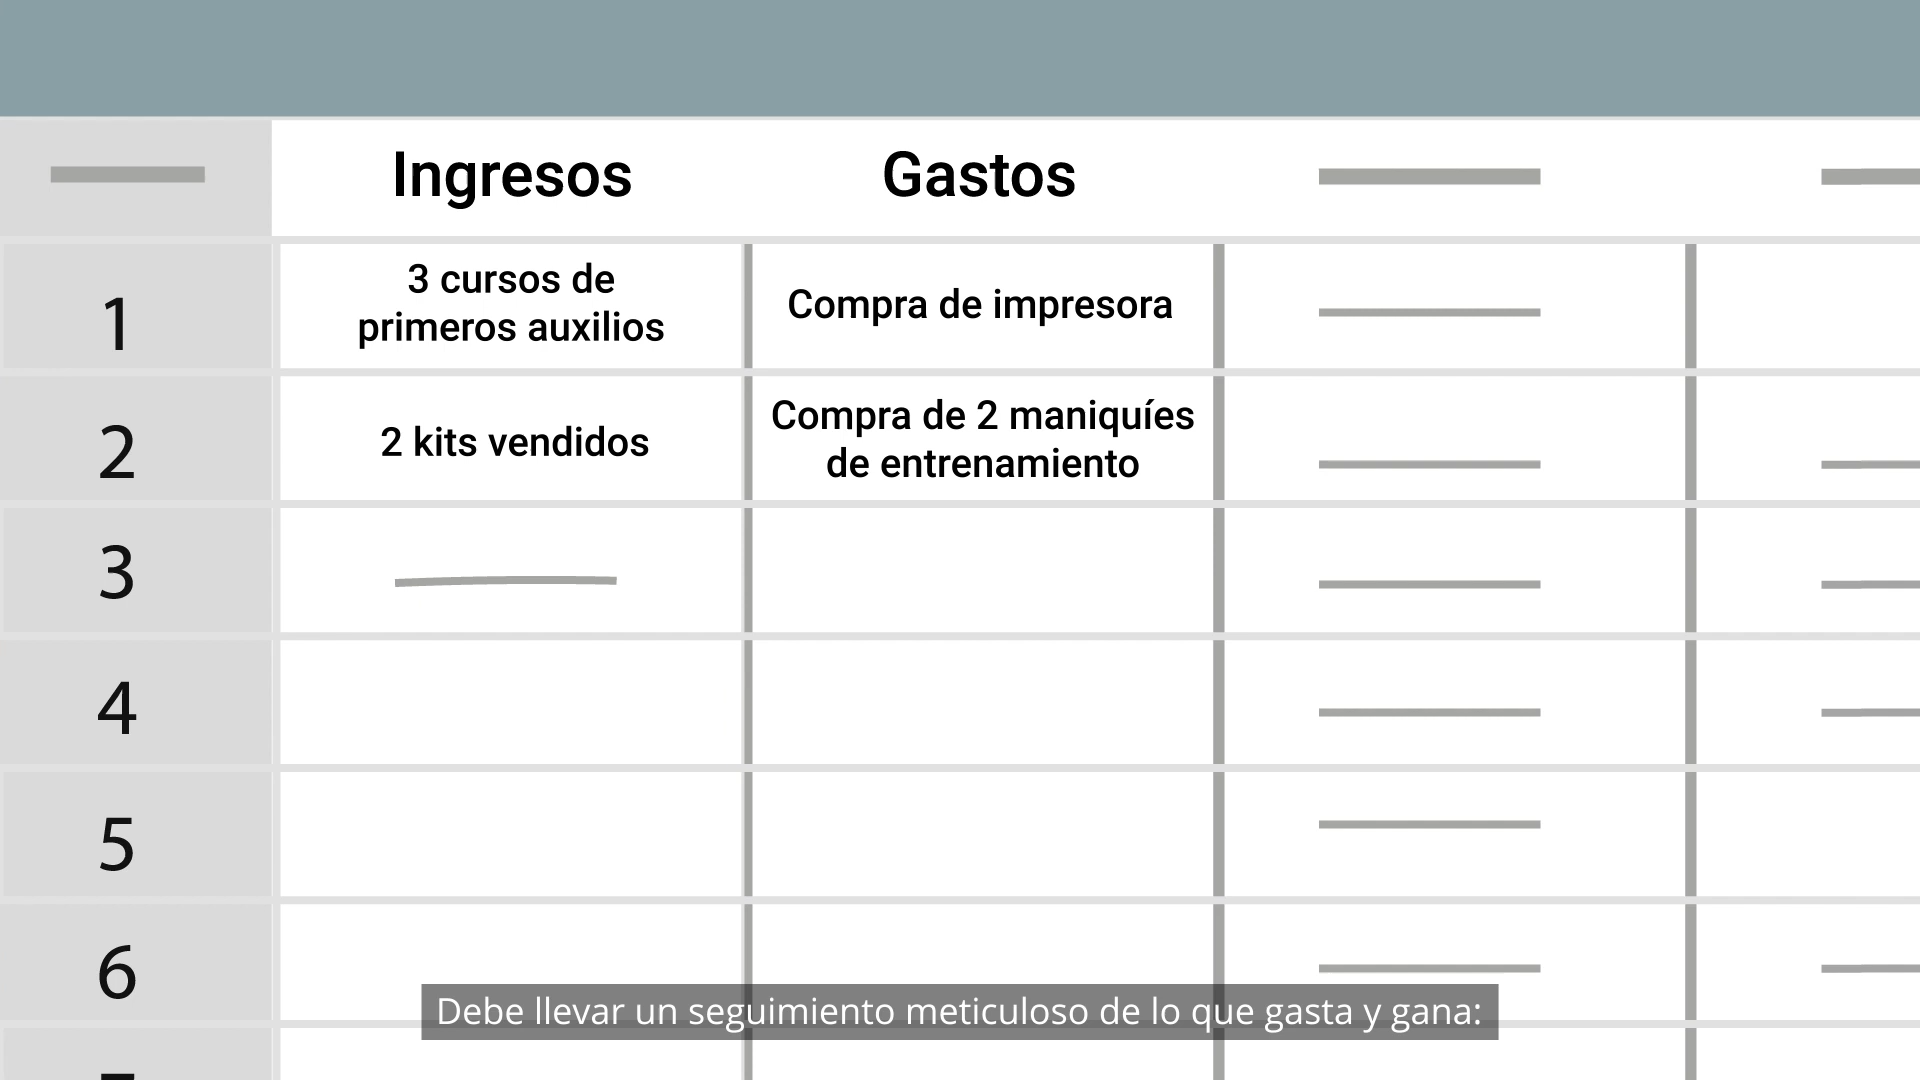 Ingresos
Gastos
1
3 cursos de
primeros auxilios
Compra de impresora
2
2 kits vendidos
Compra de 2 maniquíes
de entrenamiento
3
4
5
6
Debe llevar un seguimiento meticuloso de lo que gasta y gana: